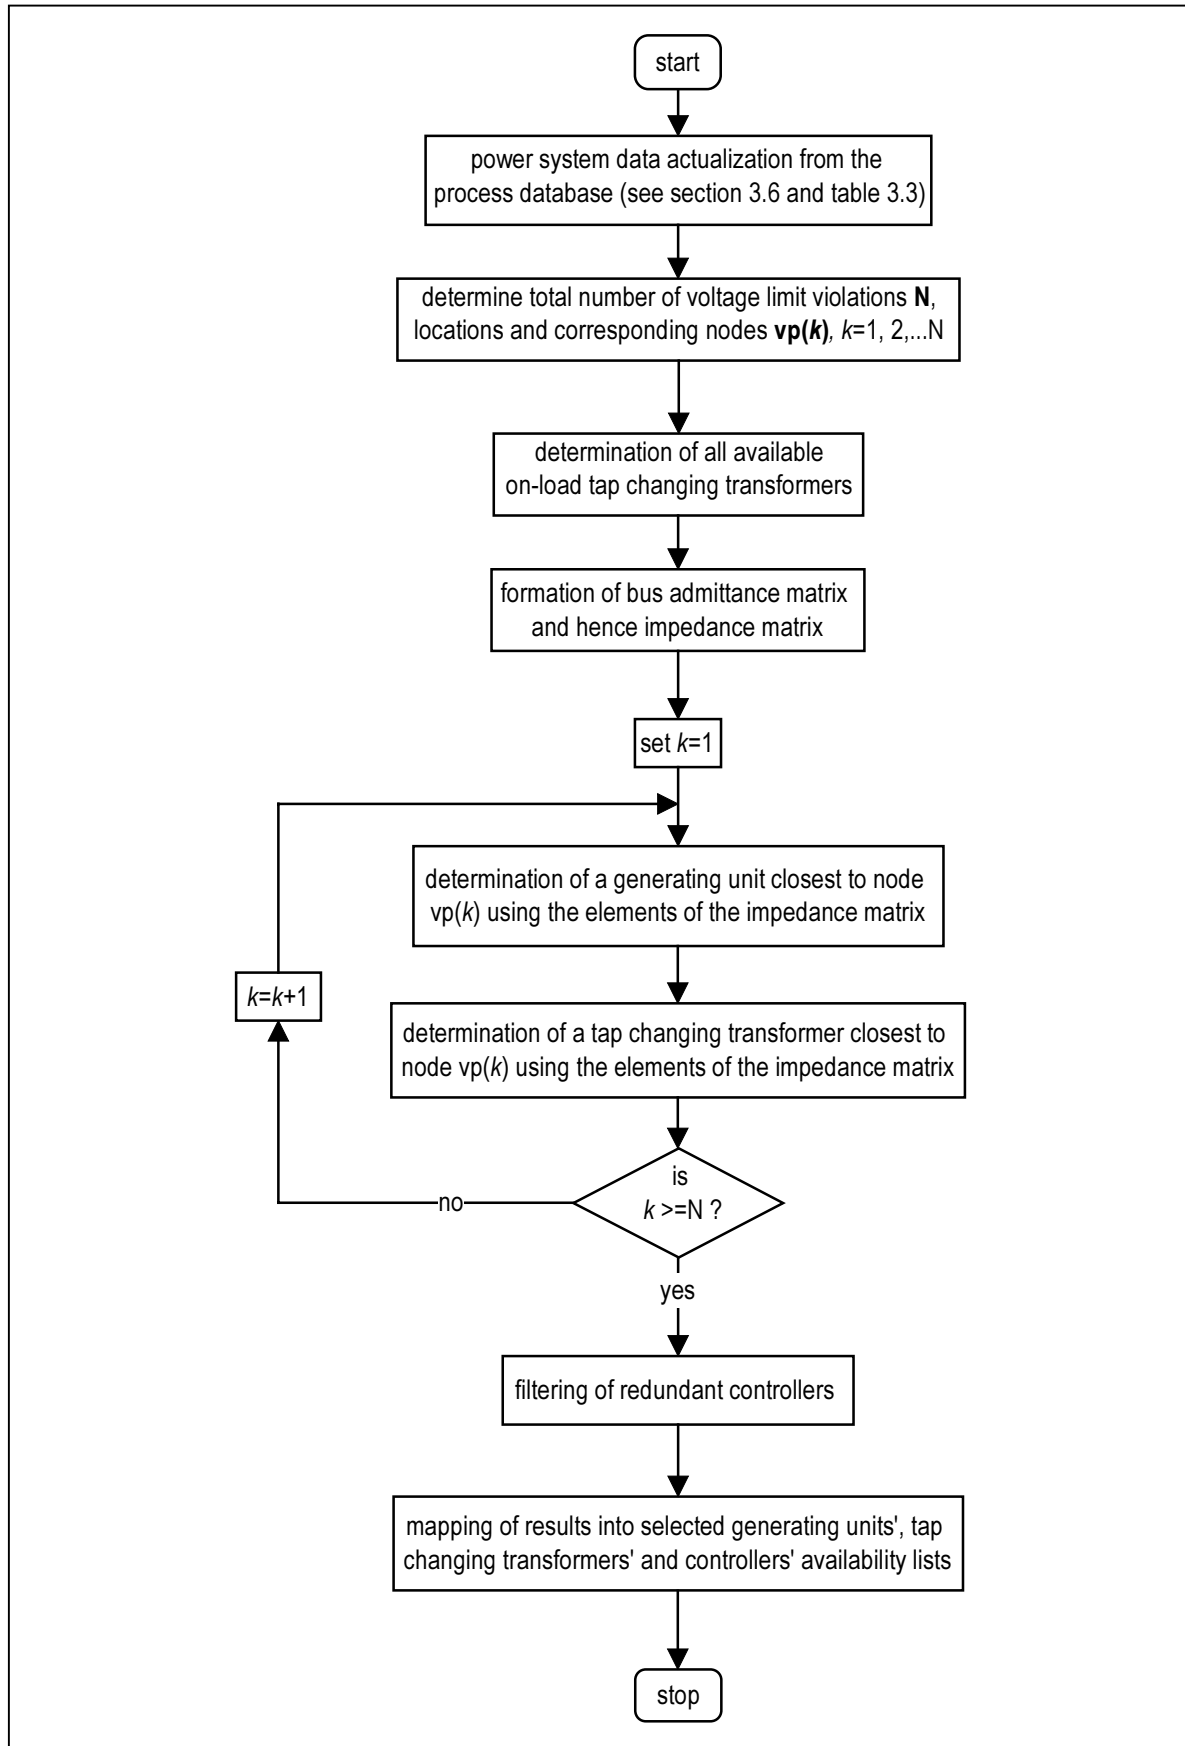 start
power system data actualization from the
process database (see section 3.6 and table 3.3)
determine total number of voltage limit violations N,
locations and corresponding nodes vp(k), k=1, 2,...N
determination of all available
on-load tap changing transformers
formation of bus admittance matrix
and hence impedance matrix
set k=1
determination of a generating unit closest to node
vp(k) using the elements of the impedance matrix
k=k+1
determination of a tap changing transformer closest to
node vp(k) using the elements of the impedance matrix
is
k >=N ?
no
yes
filtering of redundant controllers
mapping of results into selected generating units', tap
changing transformers' and controllers' availability lists
stop